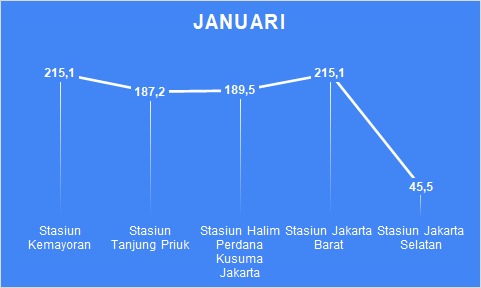 JANUARI
215,1
187,2
189,5
215,1
45,5
Stasiun
Kemayoran
Stasiun
Tanjung Priuk
Stasiun Halim
Perdana
Kusuma
Jakarta
Stasiun Jakarta
Barat
Stasiun Jakarta
Selatan